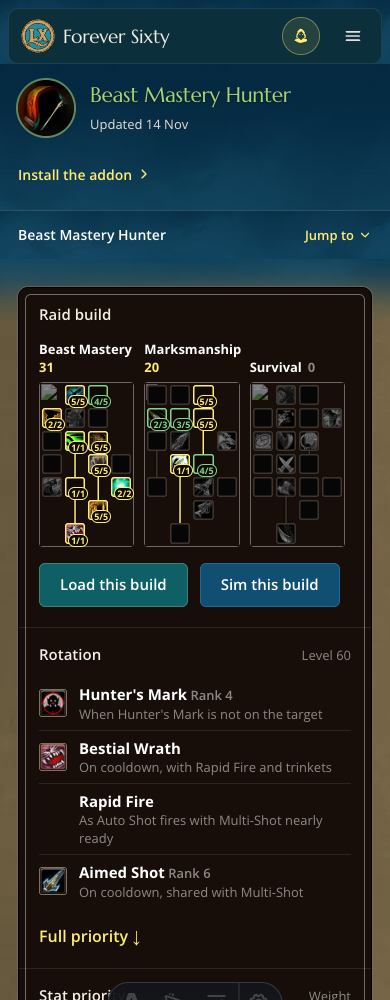 LX Forever Sixty
Beast Mastery Hunter
Updated 14 Nov
Install the addon
Beast Mastery Hunter Jump to
Raid build
Beast Mastery Marksmanship
31 20 Survival 0
5/5 4/5 5/5
2/2 2/3 3/5 5/5
1/1 5/5
5/5 1/1 4/5
1/1 2/2
5/5
1/1
Load this build Sim this build
Rotation Level 60
Hunter's Mark Rank 4
When Hunter's Mark is not on the target
Bestial Wrath
On cooldown, with Rapid Fire and trinkets
Rapid Fire
As Auto Shot fires with Multi-Shot nearly
ready
Aimed Shot Rank 6
On cooldown, shared with Multi-Shot
Full priority ↓
Stat priori Weight